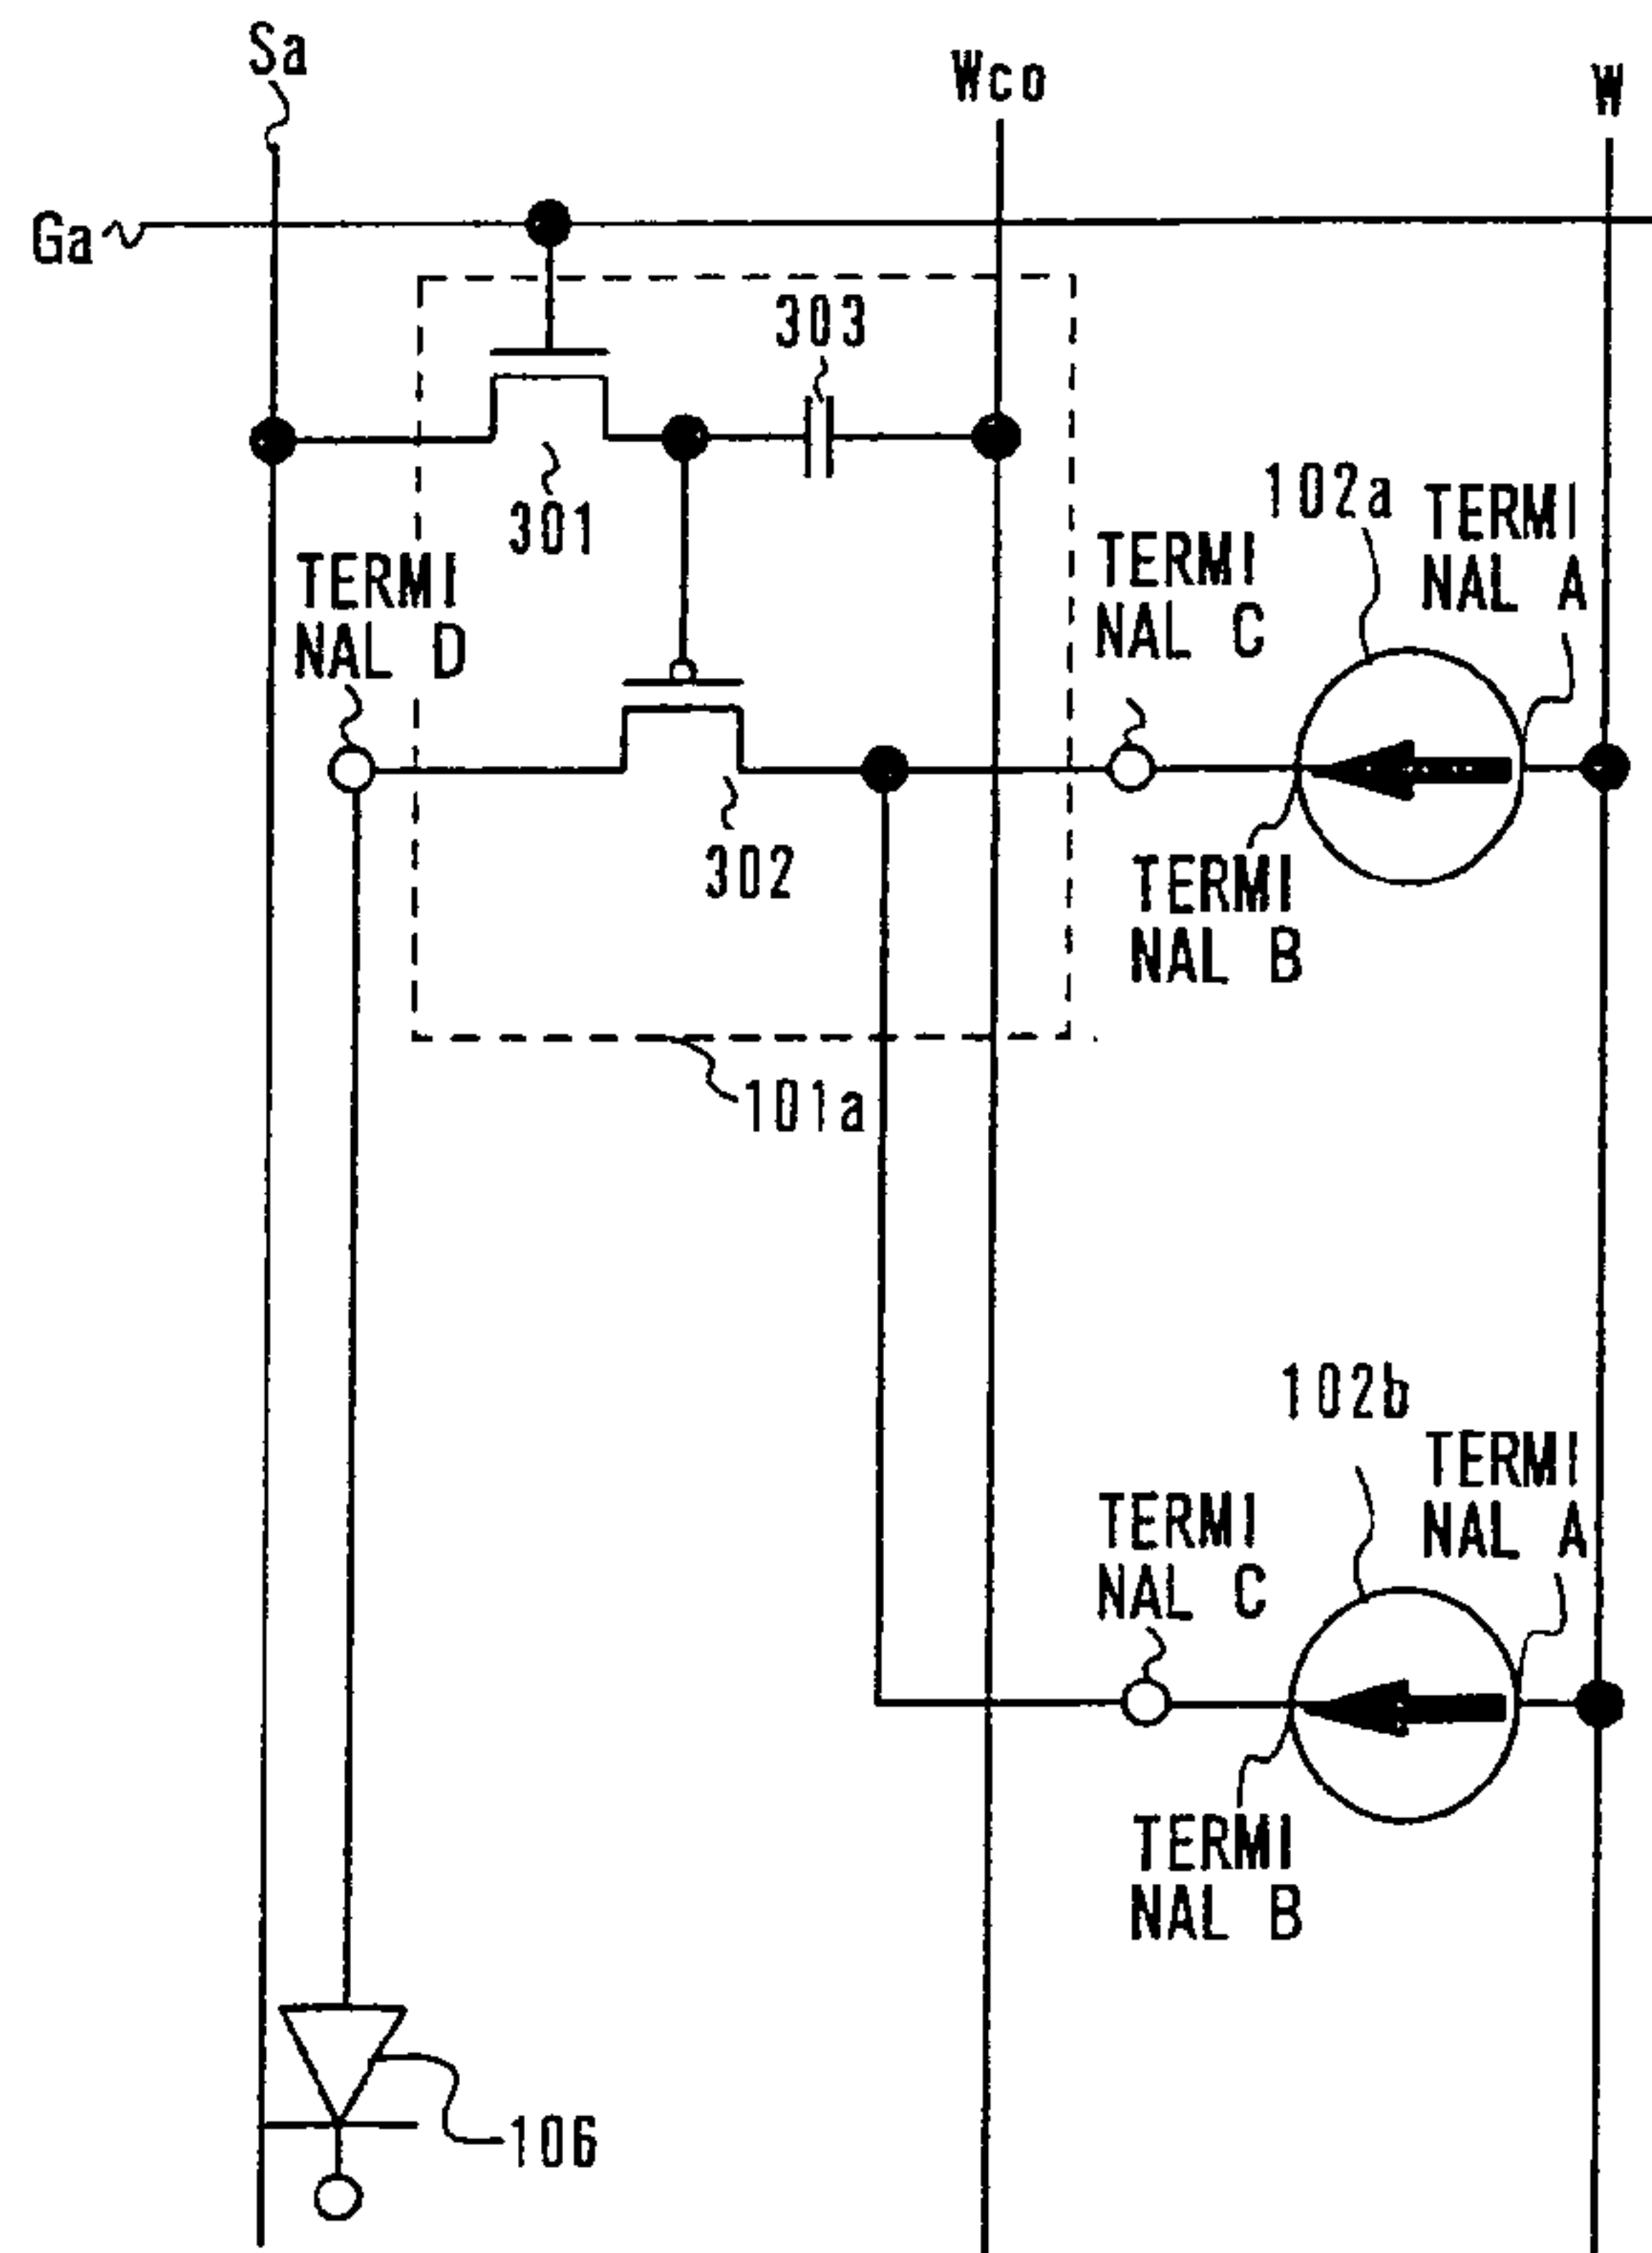 Sa
Wco
W
Ga
303
301
102a
TERMI
NAL A
TERMI
NAL C
TERMI
NAL D
302
TERMI
NAL B
101a
102b
TERMI
NAL A
TERMI
NAL C
TERMI
NAL B
106